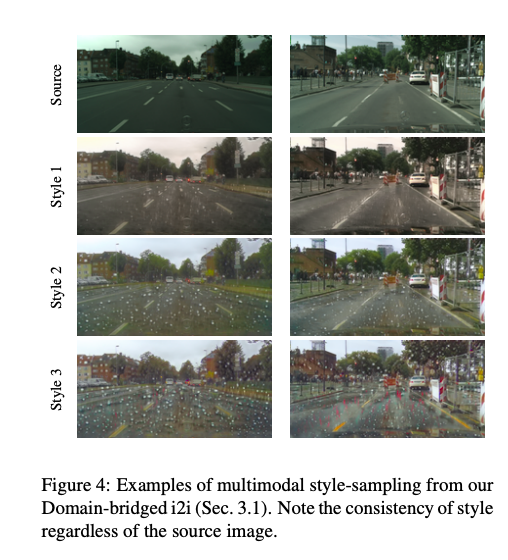 Source
Style 1
Style 2
Style 3
Figure 4: Examples of multimodal style-sampling from our
Domain-bridged i2i (Sec. 3.1). Note the consistency of style
regardless of the source image.